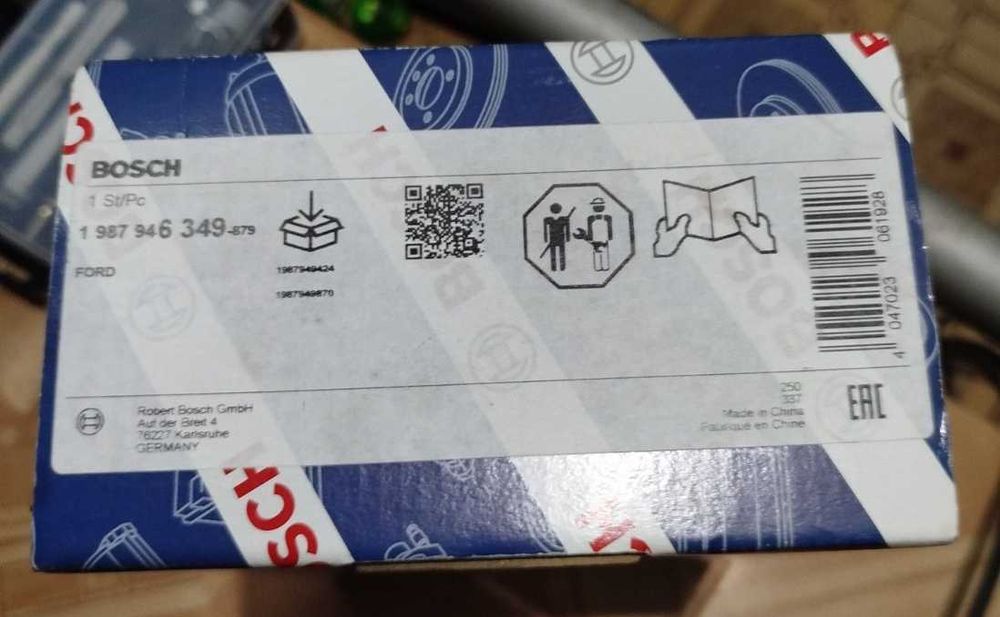 BOSCH
1 St/Pc
1 987 946 349-879
FORD
1987949424
1987949870
4 047023 061928
Robert Bosch GmbH
Auf der Breit 4
76227 Karlsruhe
GERMANY
250
337
Made in China
Fabriqué en Chine
EAC